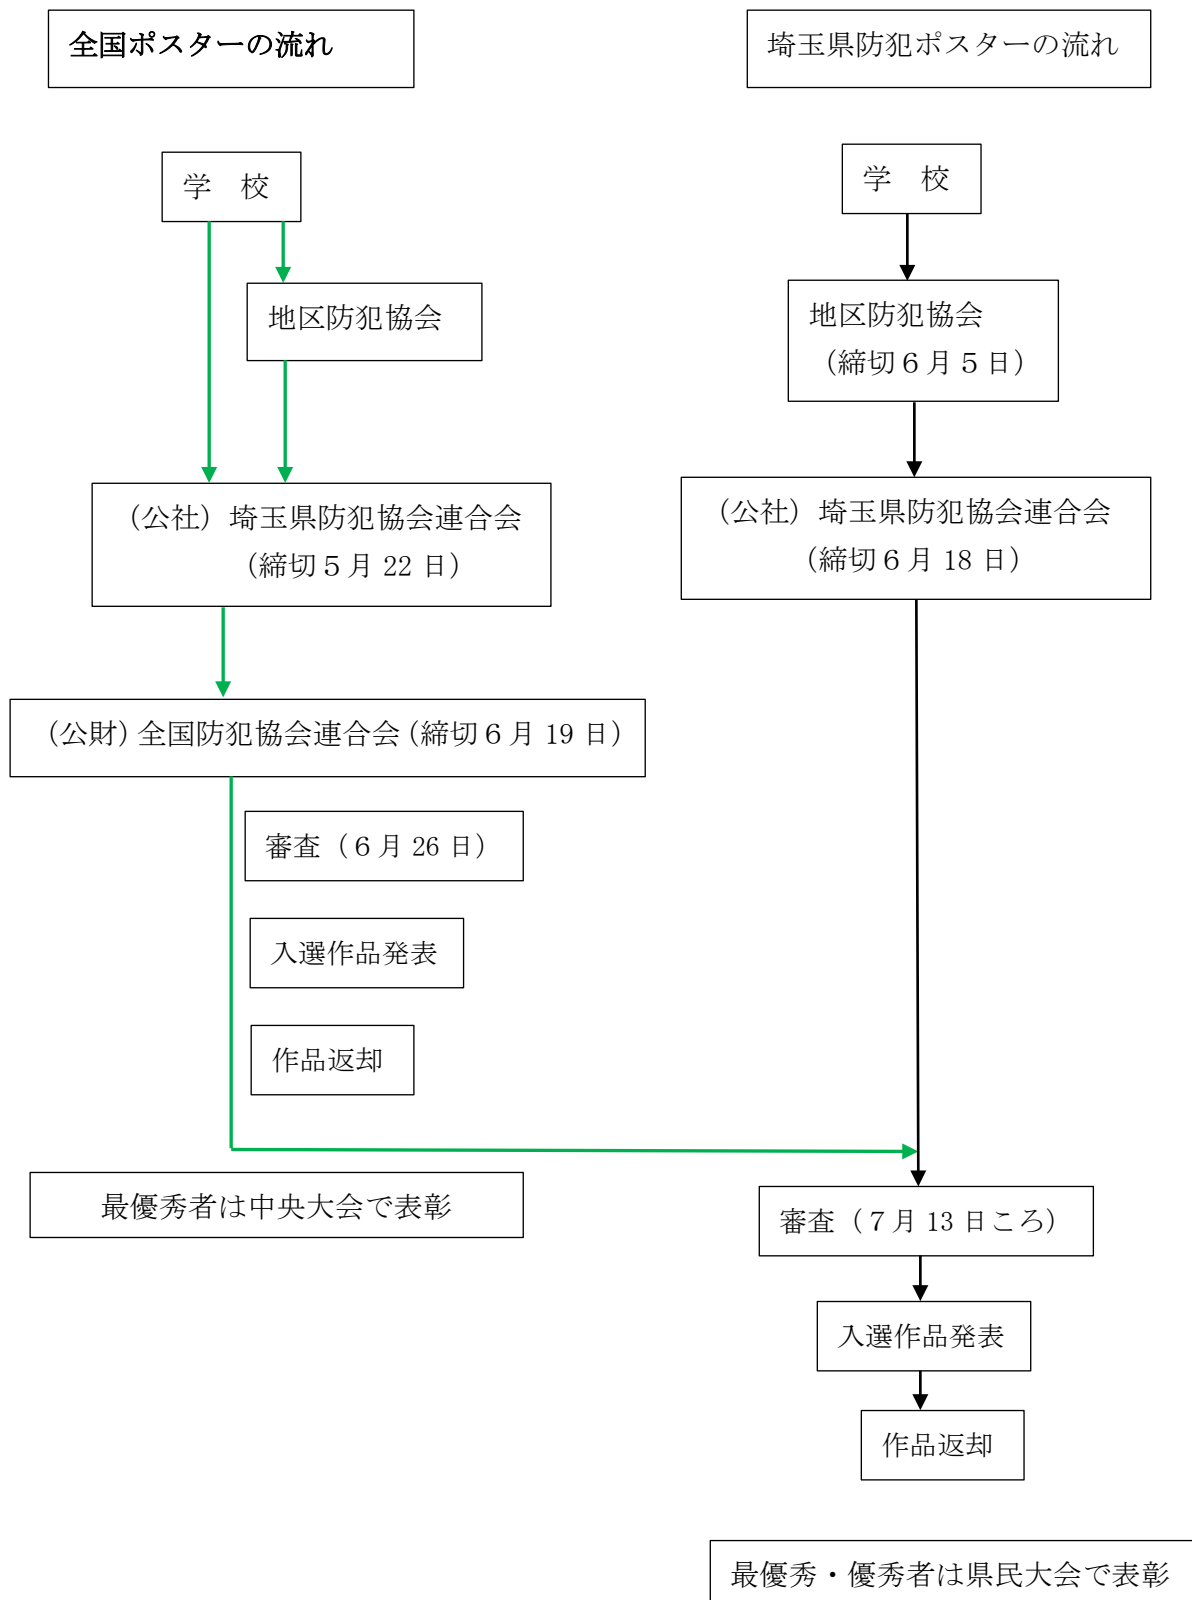 全国ポスターの流れ
学　校
地区防犯協会
（公社）埼玉県防犯協会連合会
（締切５月 22 日）
（公財）全国防犯協会連合会（締切６月 19 日）
審査（６月 26 日）
入選作品発表
作品返却
最優秀者は中央大会で表彰
埼玉県防犯ポスターの流れ
学　校
地区防犯協会
（締切６月５日）
（公社）埼玉県防犯協会連合会
（締切６月 18 日）
審査（７月 13 日ころ）
入選作品発表
作品返却
最優秀・優秀者は県民大会で表彰